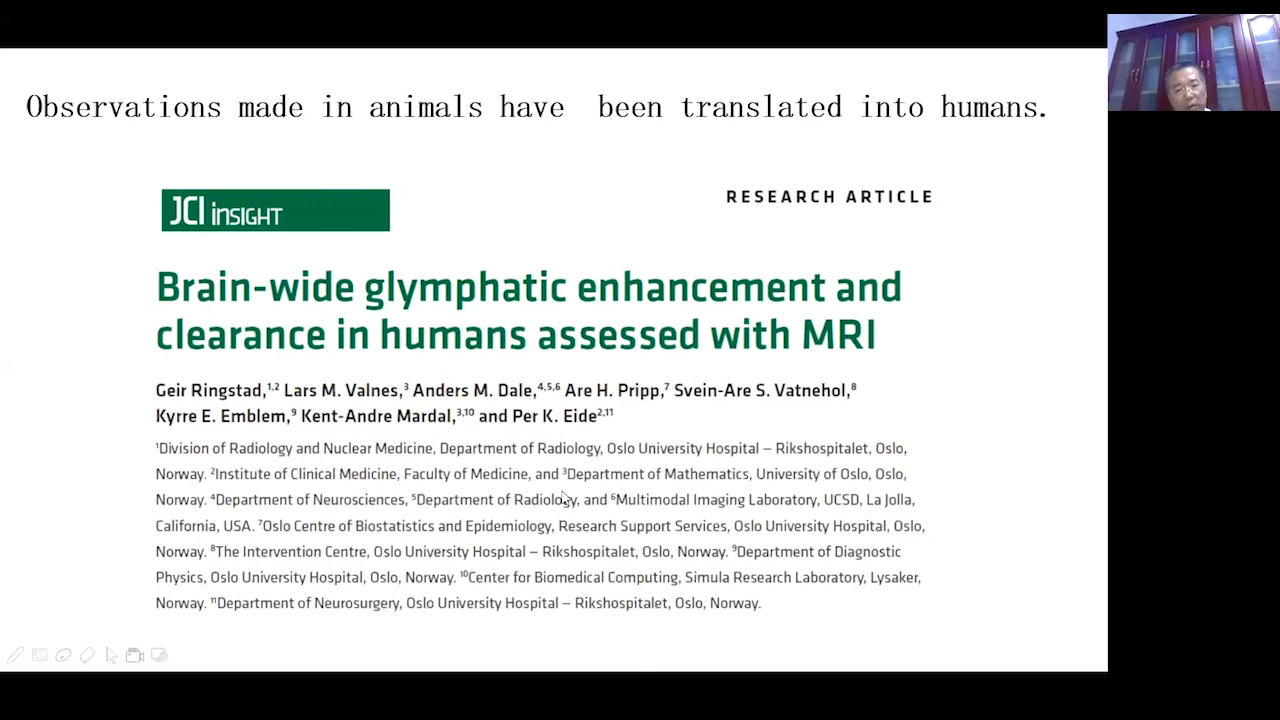 Observations made in animals have been translated into humans.
JCI insight
RESEARCH ARTICLE
Brain-wide glymphatic enhancement and
clearance in humans assessed with MRI
Geir Ringstad,1,2 Lars M. Valnes,3 Anders M. Dale,4,5,6 Are H. Pripp,7 Svein-Are S. Vatnehol,8
Kyrre E. Emblem,9 Kent-Andre Mardal,3,10 and Per K. Eide2,11
1Division of Radiology and Nuclear Medicine, Department of Radiology, Oslo University Hospital – Rikshospitalet, Oslo,
Norway. 2Institute of Clinical Medicine, Faculty of Medicine, and 3Department of Mathematics, University of Oslo, Oslo,
Norway. 4Department of Neurosciences, 5Department of Radiology, and 6Multimodal Imaging Laboratory, UCSD, La Jolla,
California, USA. 7Oslo Centre of Biostatistics and Epidemiology, Research Support Services, Oslo University Hospital, Oslo,
Norway. 8The Intervention Centre, Oslo University Hospital – Rikshospitalet, Oslo, Norway. 9Department of Diagnostic
Physics, Oslo University Hospital, Oslo, Norway. 10Center for Biomedical Computing, Simula Research Laboratory, Lysaker,
Norway. 11Department of Neurosurgery, Oslo University Hospital – Rikshospitalet, Oslo, Norway.